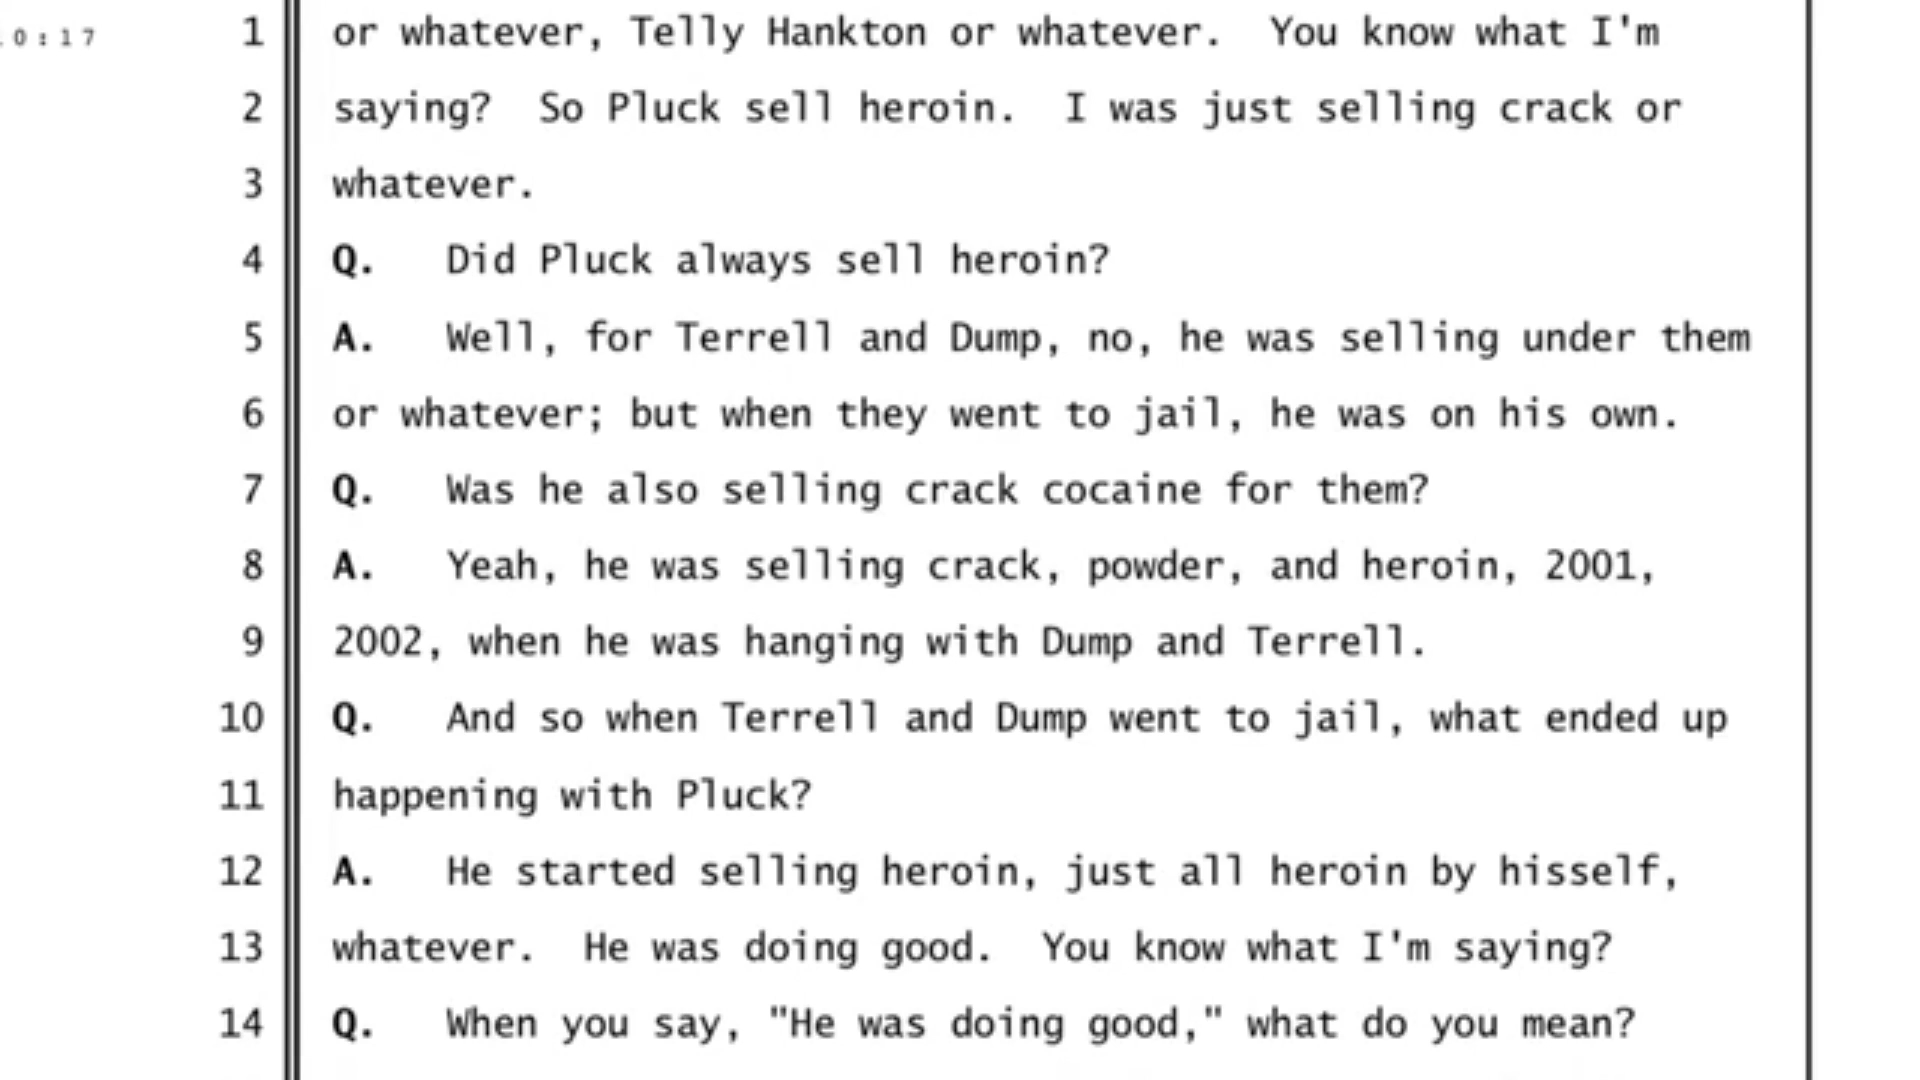 0:17 1 or whatever, Telly Hankton or whatever. You know what I'm
2 saying? So Pluck sell heroin. I was just selling crack or
3 whatever.
4 Q. Did Pluck always sell heroin?
5 A. Well, for Terrell and Dump, no, he was selling under them
6 or whatever; but when they went to jail, he was on his own.
7 Q. Was he also selling crack cocaine for them?
8 A. Yeah, he was selling crack, powder, and heroin, 2001,
9 2002, when he was hanging with Dump and Terrell.
10 Q. And so when Terrell and Dump went to jail, what ended up
11 happening with Pluck?
12 A. He started selling heroin, just all heroin by hisself,
13 whatever. He was doing good. You know what I'm saying?
14 Q. When you say, "He was doing good," what do you mean?